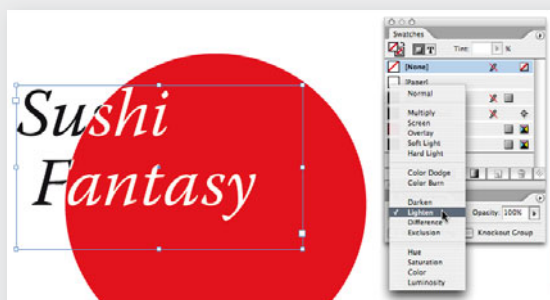 Sushi
Fantasy
Swatches
T Tint: %
[None]
[Paper]
Normal
Multiply
Screen
Overlay
Soft Light
Hard Light
Color Dodge
Color Burn
Darken
✓ Lighten
Opacity: 100%
Difference
Exclusion
Knockout Group
Hue
Saturation
Color
Luminosity